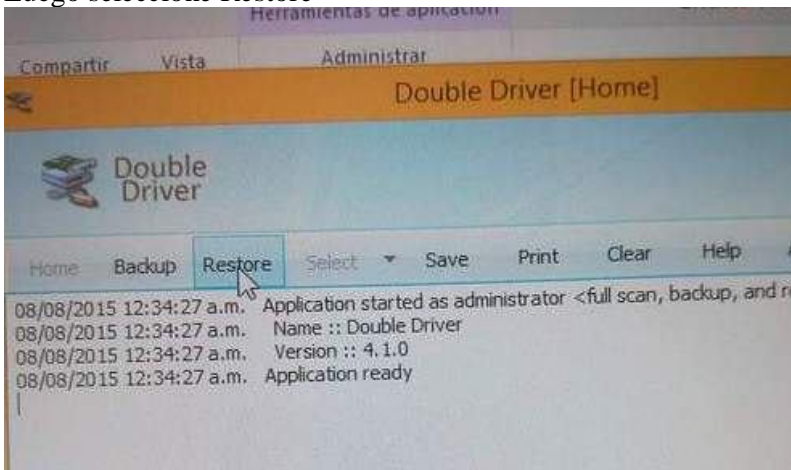 Luego seleccione Restore
Herramientas de aplicación
Compartir Vista Administrar
Double Driver [Home]
Double
Driver
Home Backup Restore Select Save Print Clear Help
08/08/2015 12:34:27 a.m. Application started as administrator <full scan, backup, and
08/08/2015 12:34:27 a.m. Name :: Double Driver
08/08/2015 12:34:27 a.m. Version :: 4.1.0
08/08/2015 12:34:27 a.m. Application ready